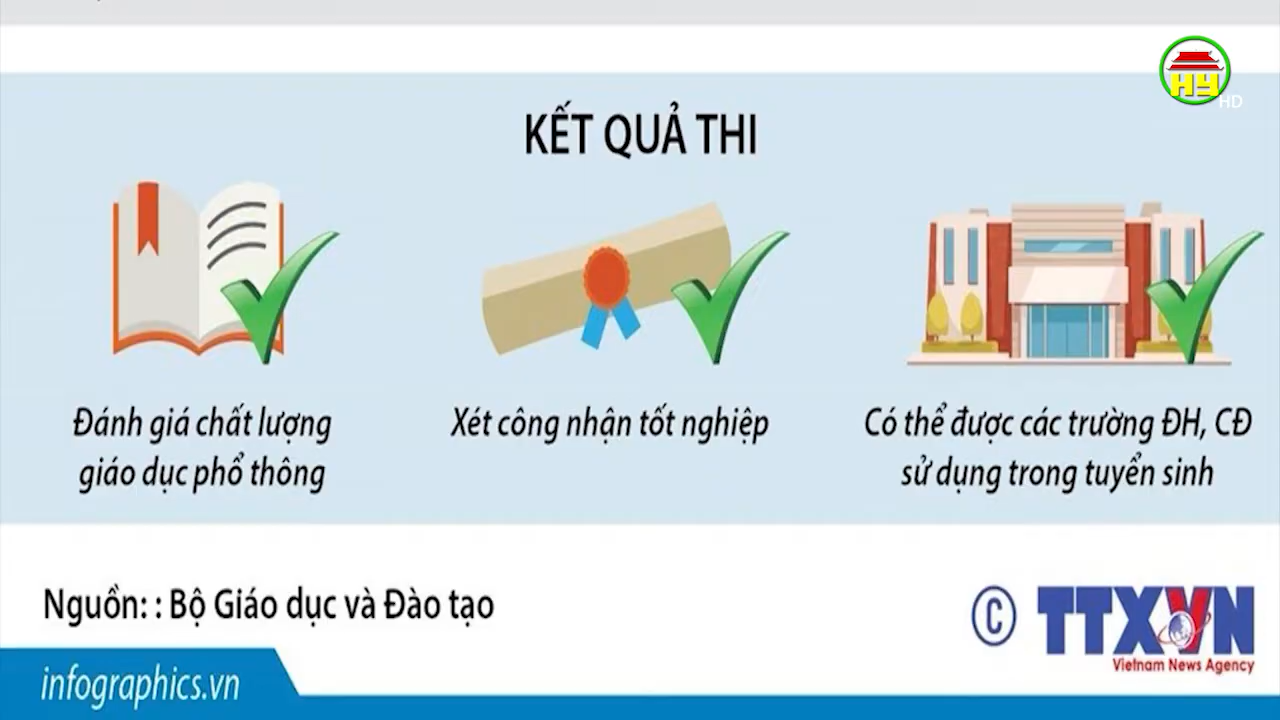 HY
HD
KẾT QUẢ THI
Đánh giá chất lượng
giáo dục phổ thông
Xét công nhận tốt nghiệp
Có thể được các trường ĐH, CĐ
sử dụng trong tuyển sinh
Nguồn: : Bộ Giáo dục và Đào tạo
© TTXVN
Vietnam News Agency
infographics.vn